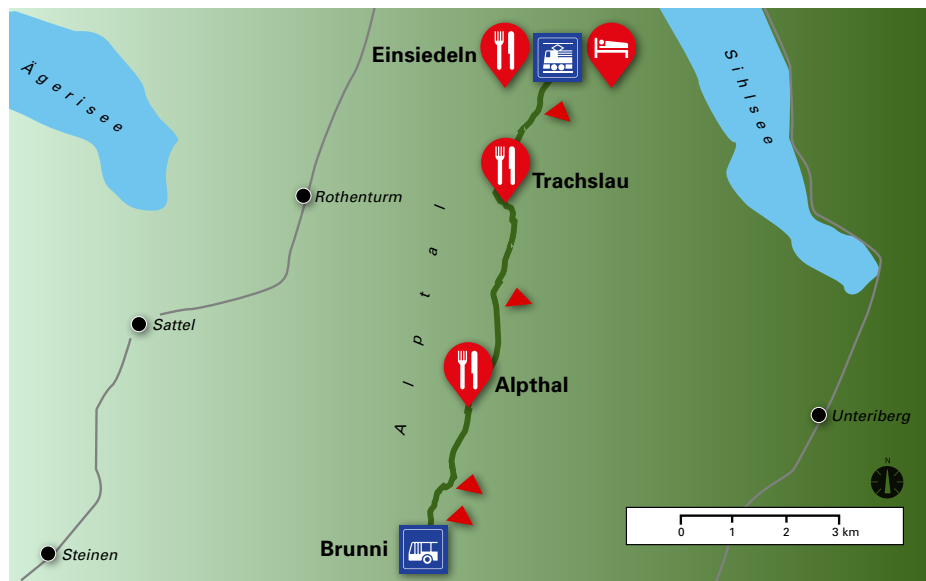 Einsiedeln
Ägerisee
Sihlsee
Trachslau
Rothenturm
Alptal
Sattel
Alpthal
Unteriberg
N
0 1 2 3 km
Brunni
Steinen